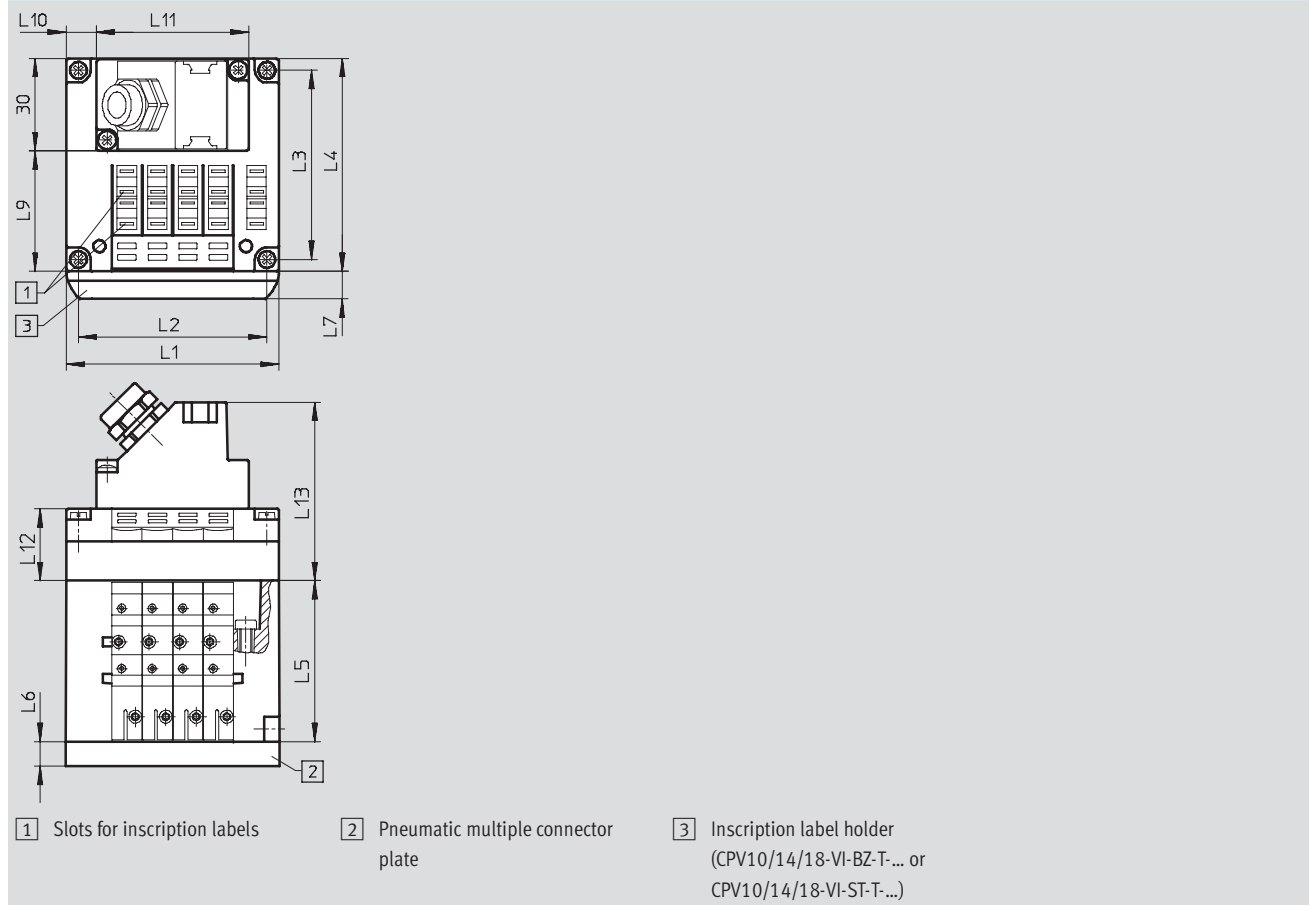 L10
L11
30
L9
L3
L4
1
3
L7
L2
L1
L12
L13
L6
L5
2
1 Slots for inscription labels
2 Pneumatic multiple connector
plate
3 Inscription label holder
(CPV10/14/18-VI-BZ-T-... or
CPV10/14/18-VI-ST-T-...)